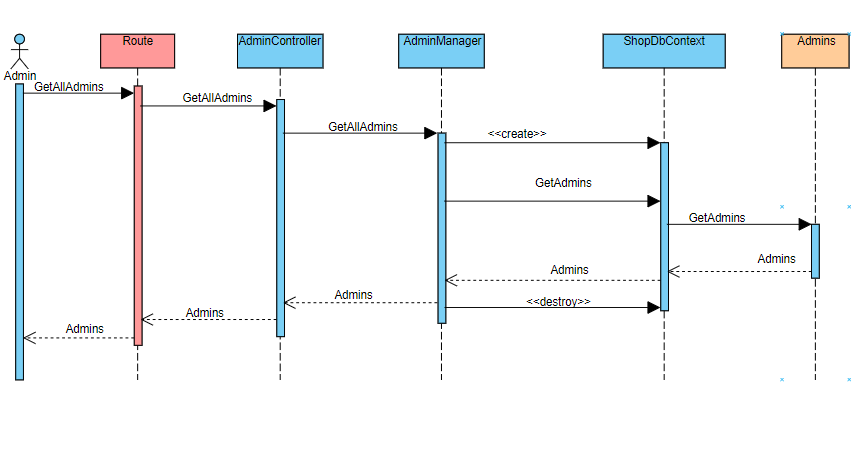 Route
AdminController
AdminManager
ShopDbContext
Admins
Admin
GetAllAdmins
GetAllAdmins
GetAllAdmins
<<create>>
GetAdmins
GetAdmins
Admins
Admins
Admins
<<destroy>>
Admins
Admins